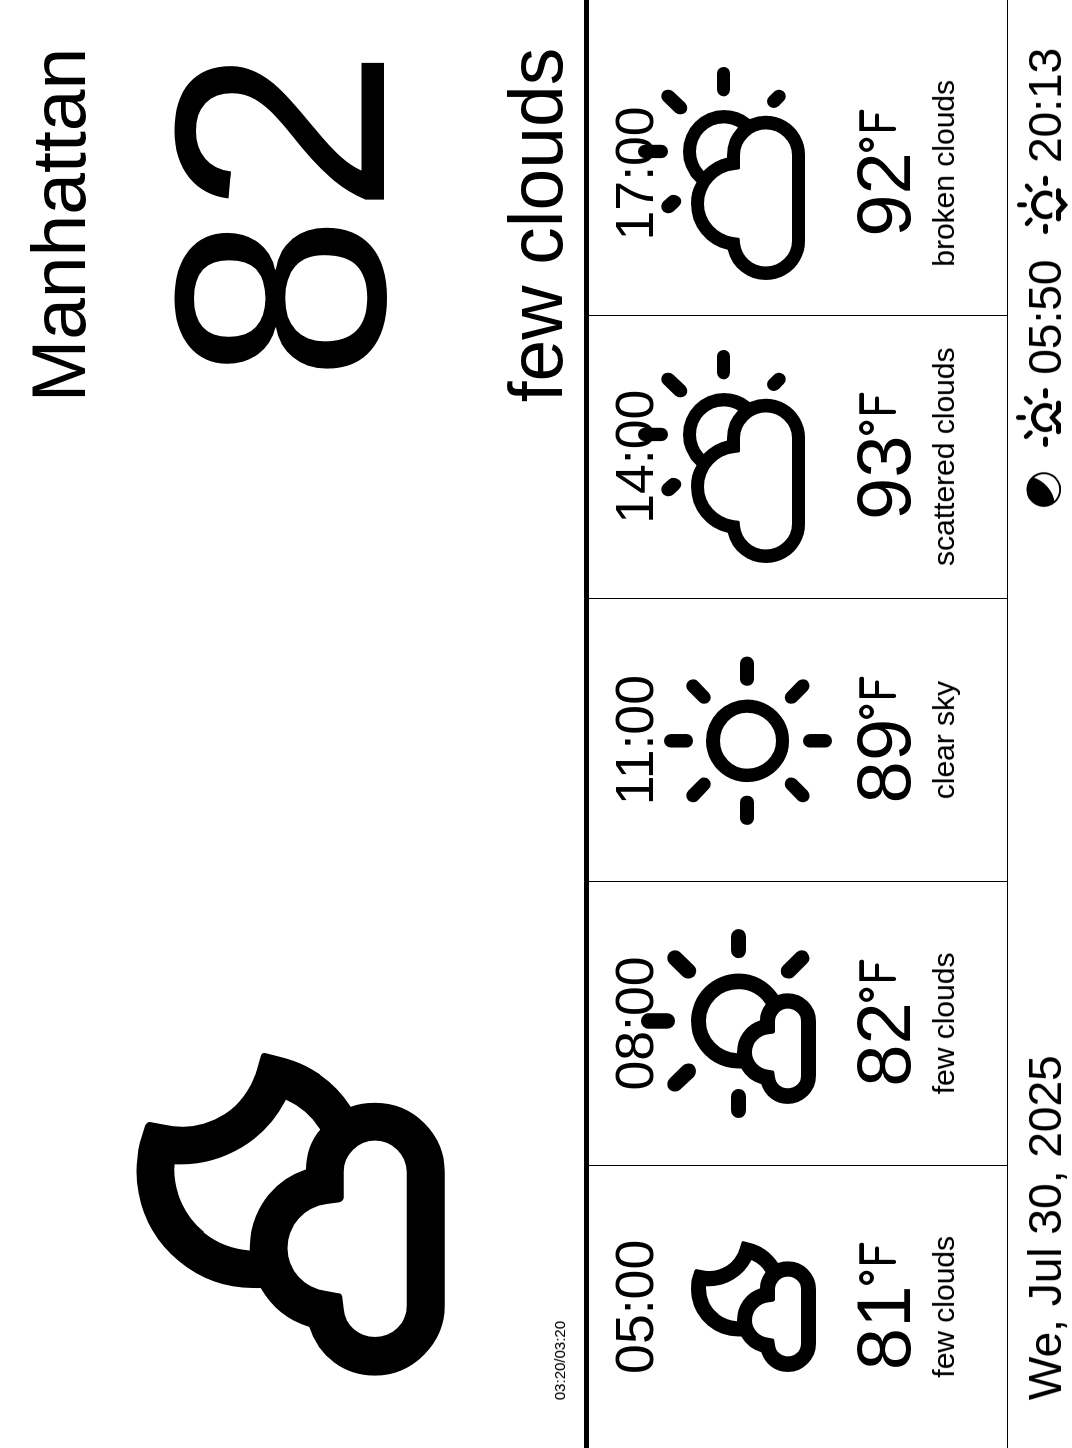 Manhattan
82
few clouds
03:20/03:20
05:00
81°F
few clouds
08:00
82°F
few clouds
11:00
89°F
clear sky
14:00
93°F
scattered clouds
17:00
92°F
broken clouds
We, Jul 30, 2025
05:50
20:13